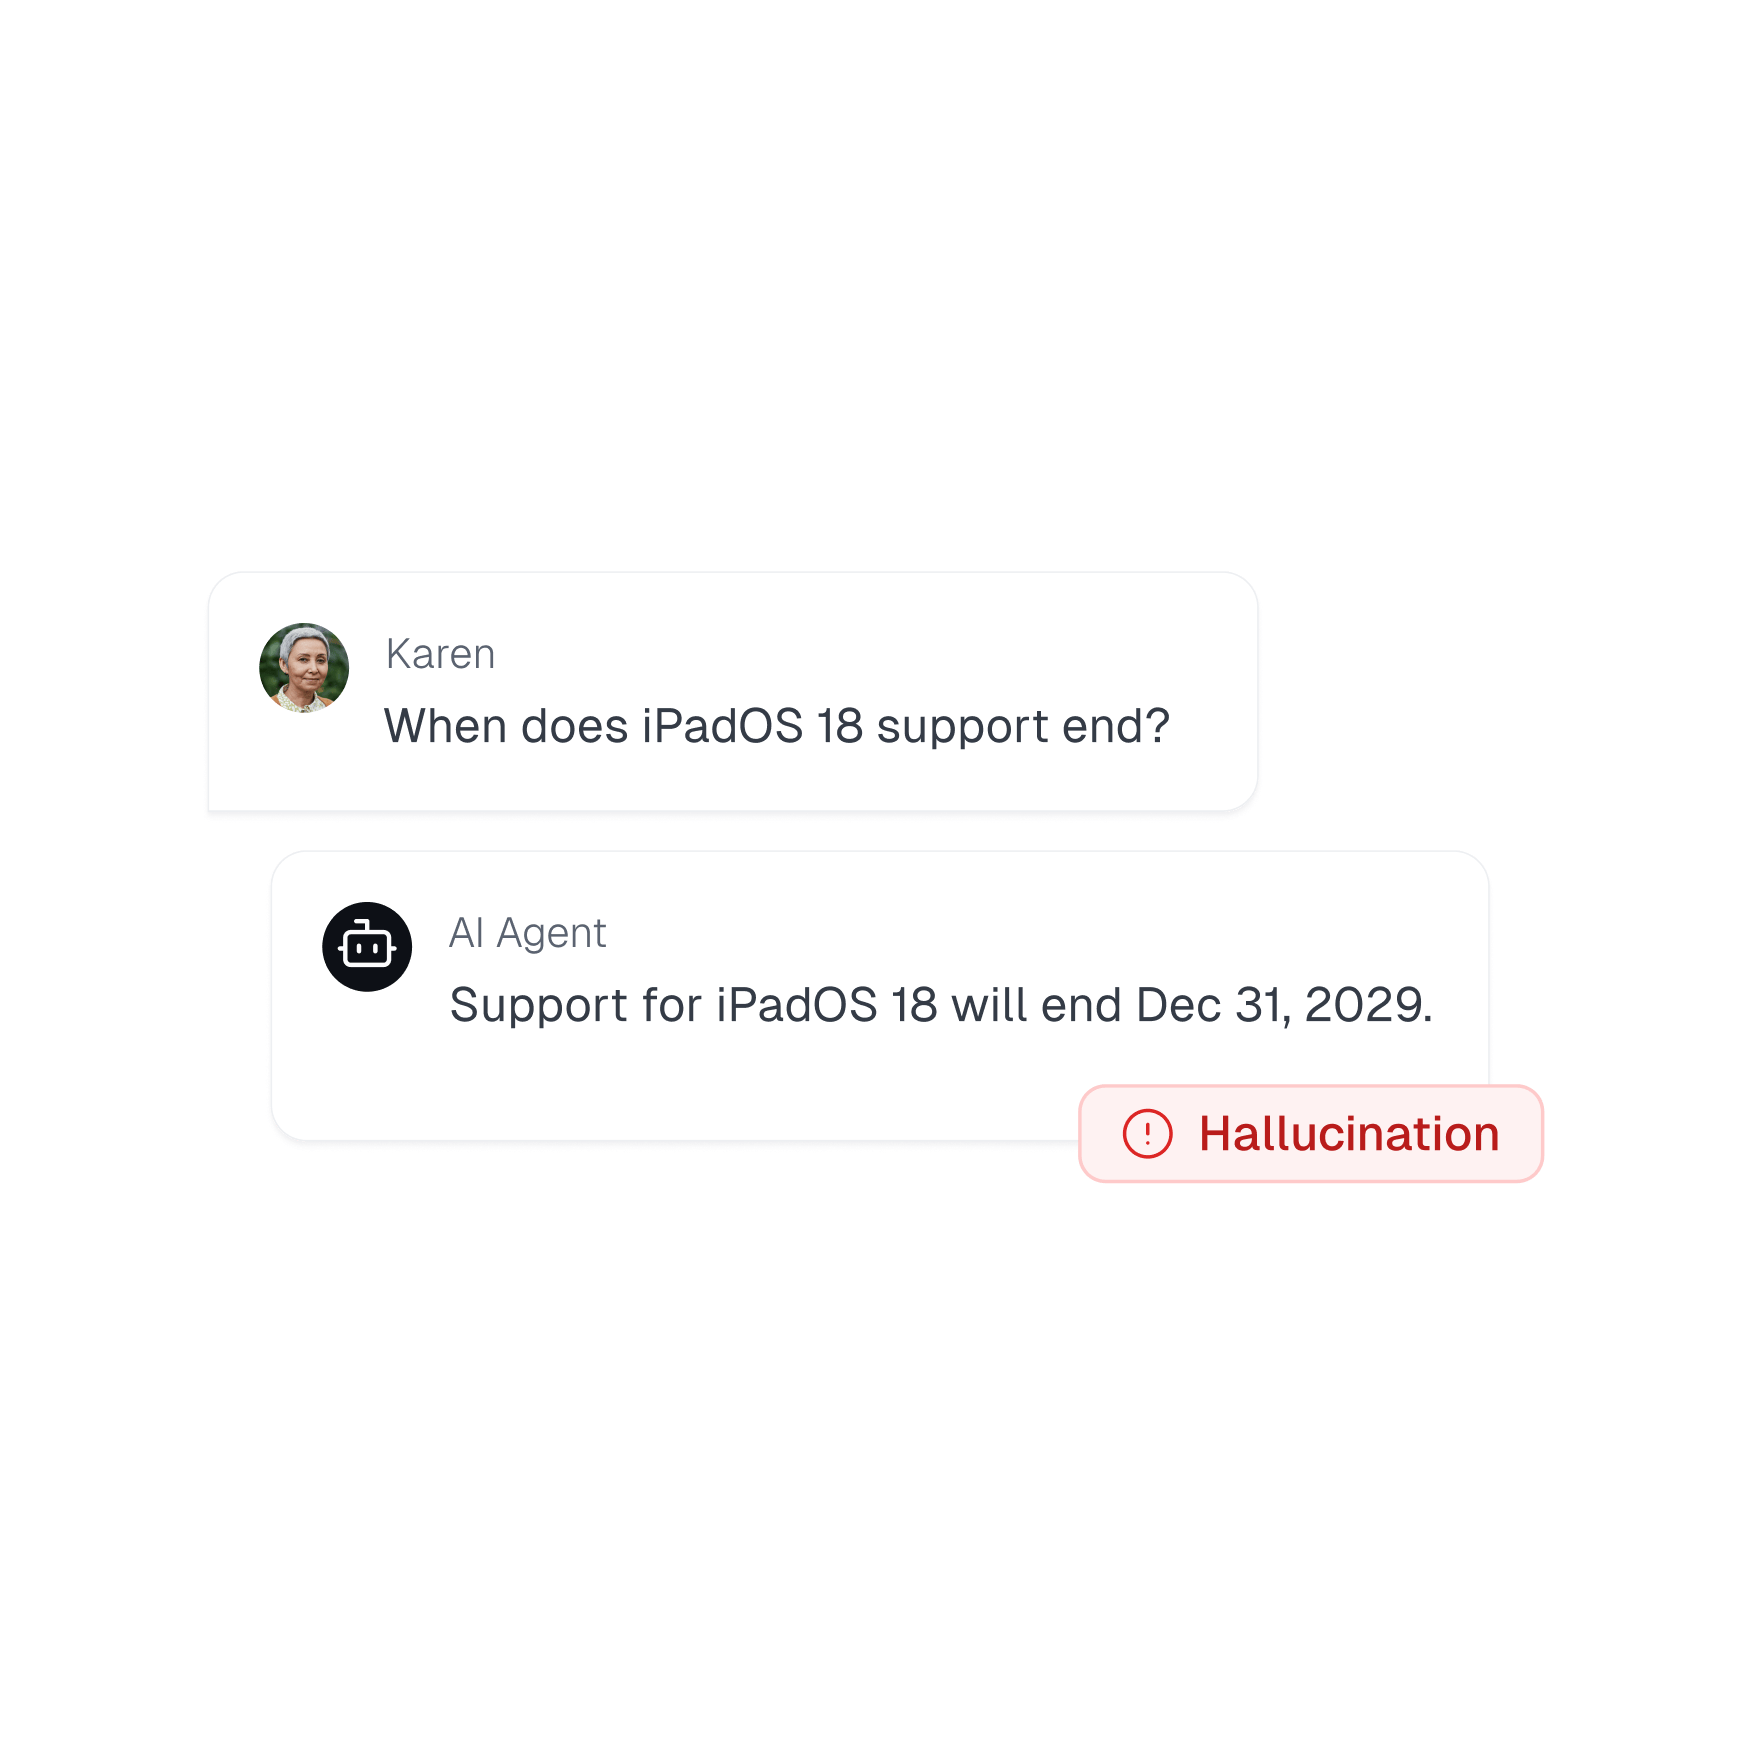 Karen
When does iPadOS 18 support end?
AI Agent
Support for iPadOS 18 will end Dec 31, 2029.
Hallucination